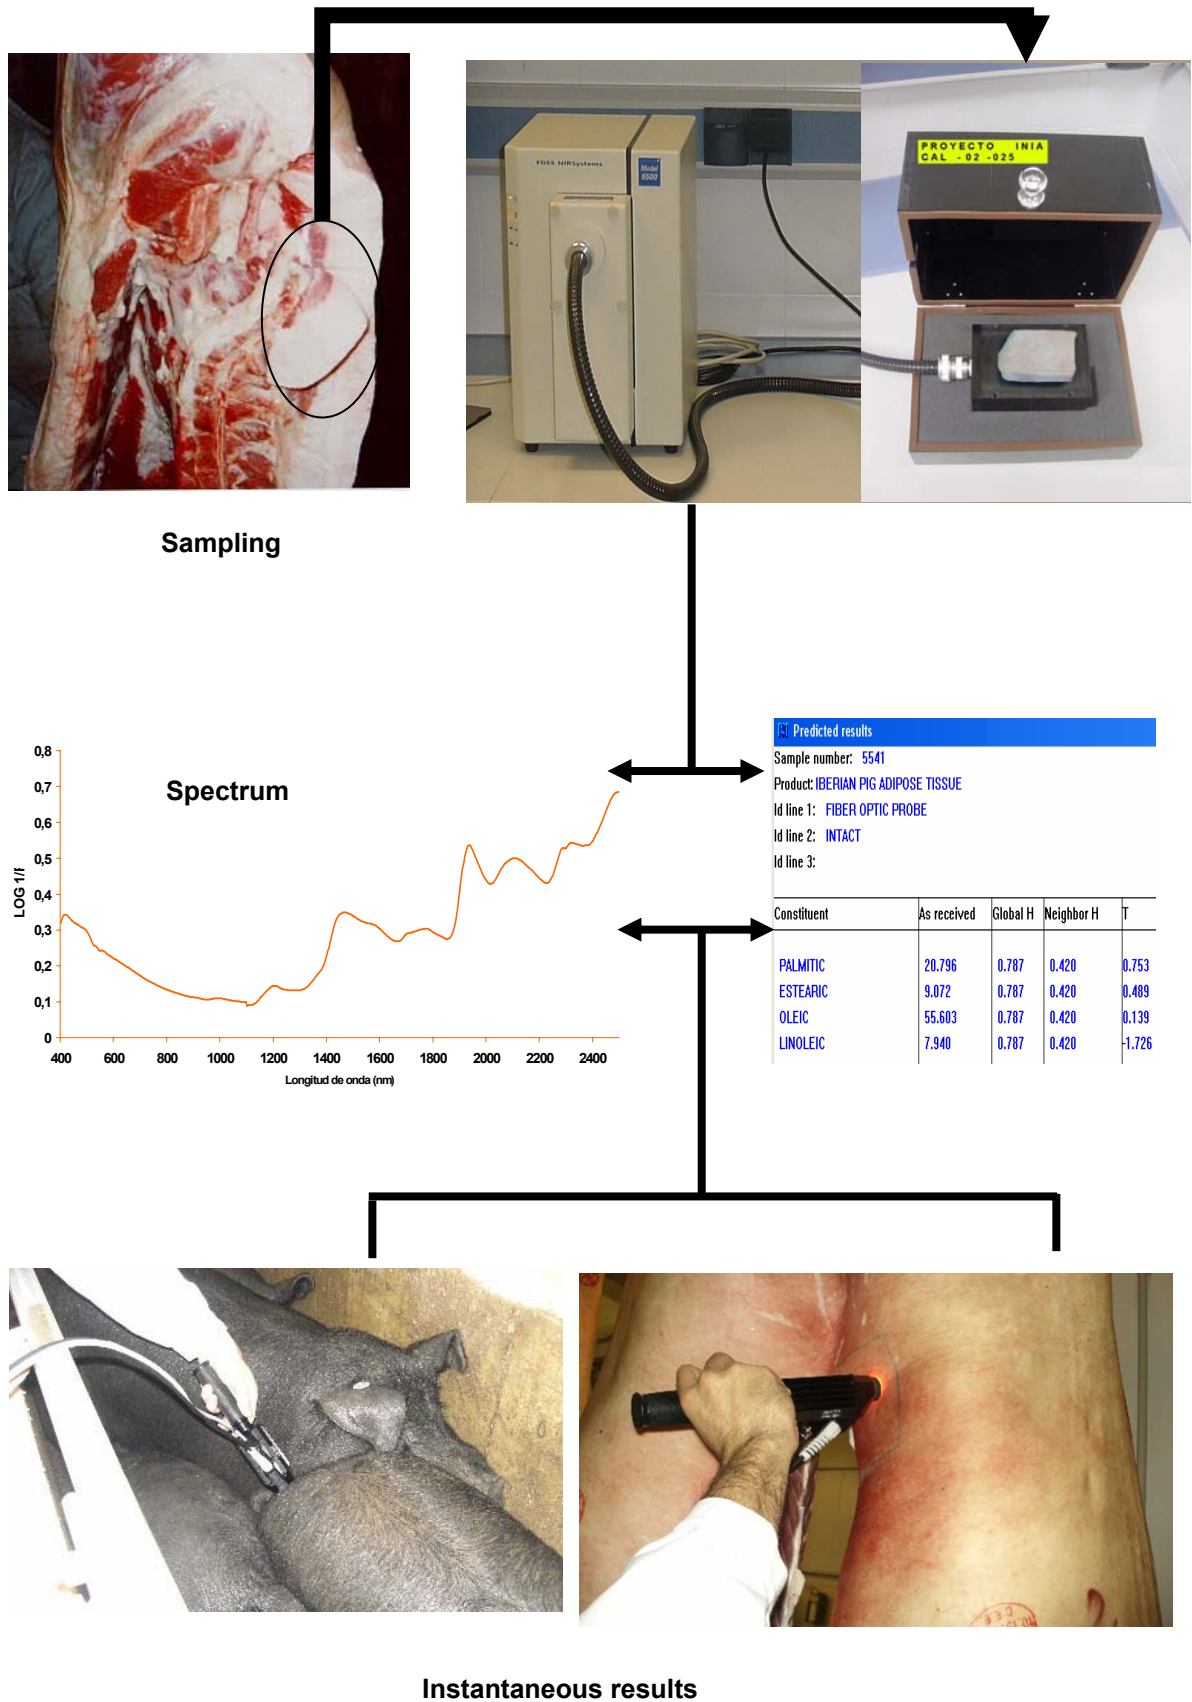 FOSS NIRSystems
Model
6500
PROYECTO INIA
CAL -02 -025
Sampling
Spectrum
0,8
0,7
0,6
0,5
0,4
0,3
0,2
0,1
0
LOG 1/
400 600 800 1000 1200 1400 1600 1800 2000 2200 2400
Longitud de onda (nm)
Predicted results
Sample number: 5541
Product: IBERIAN PIG ADIPOSE TISSUE
Id line 1: FIBER OPTIC PROBE
Id line 2: INTACT
Id line 3:
Constituent As received Global H Neighbor H T
PALMITIC 20.796 0.787 0.420 0.753
ESTEARIC 9.072 0.787 0.420 0.489
OLEIC 55.603 0.787 0.420 0.139
LINOLEIC 7.940 0.787 0.420 -1.726
C.E.E.
Instantaneous results